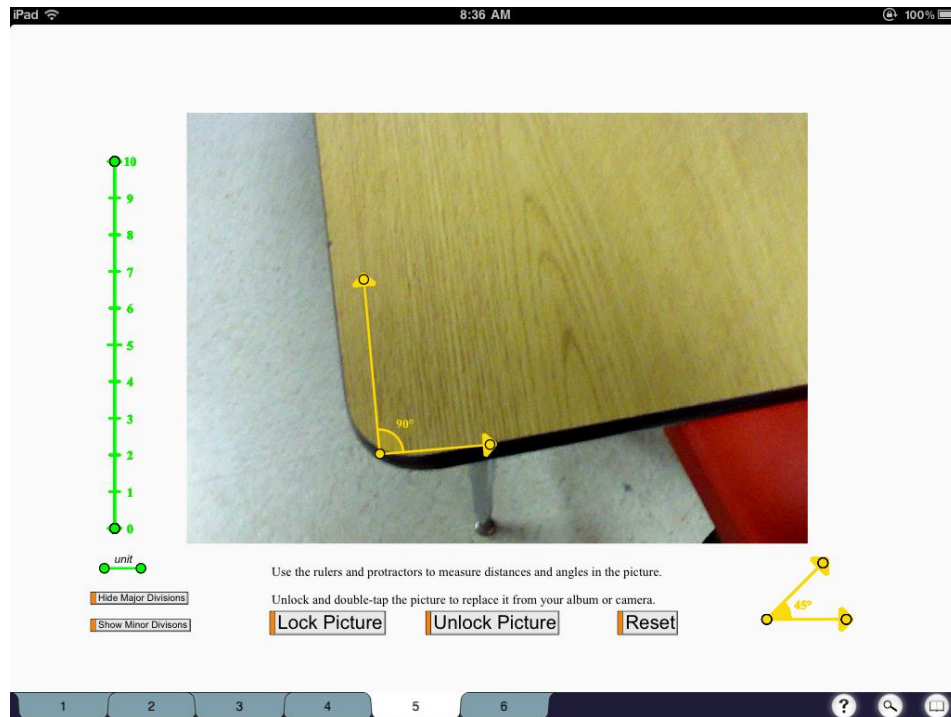 iPad 8:36 AM 100%
10
9
8
7
6
5
4
3
2
1
0
90°
unit
Hide Major Divisions
Show Minor Divisons
Use the rulers and protractors to measure distances and angles in the picture.
Unlock and double-tap the picture to replace it from your album or camera.
Lock Picture Unlock Picture Reset
45°
1 2 3 4 5 6 ?